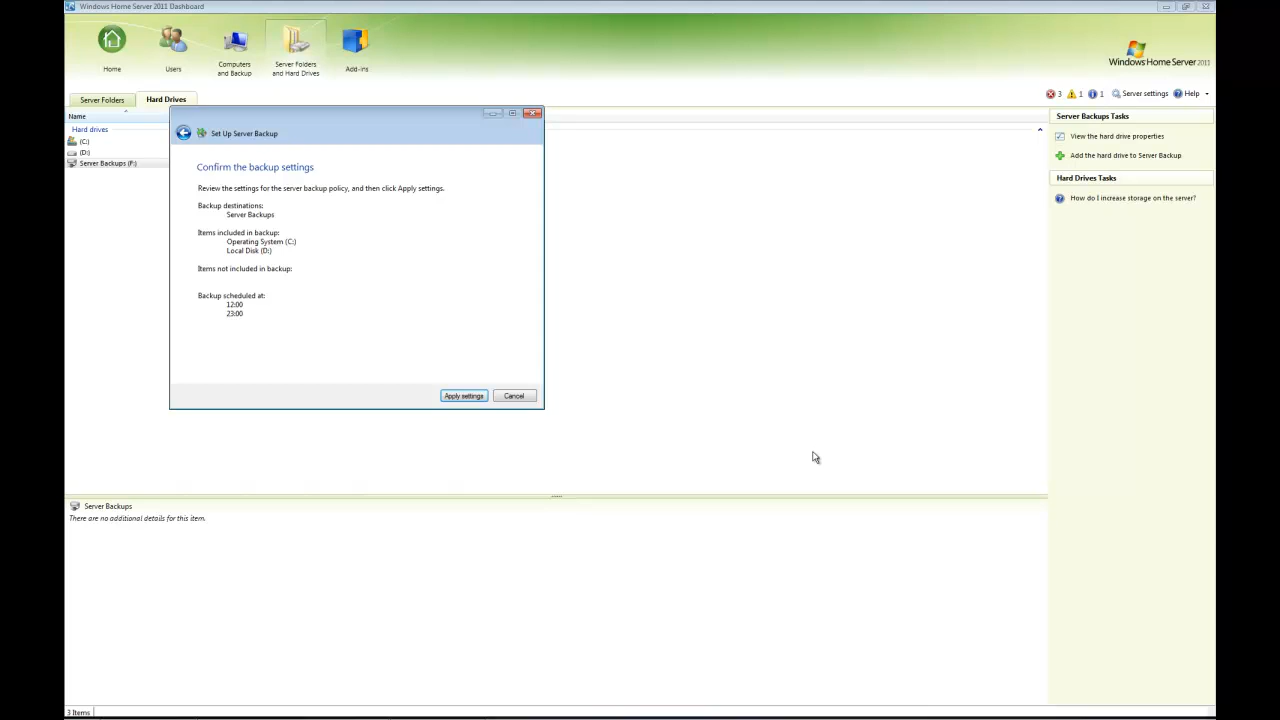 Windows Home Server 2011 Dashboard
Home
Users
Computers
and Backup
Server Folders
and Hard Drives
Add-ins
Windows Home Server 2011
Server Folders
Hard Drives
3
1
1
Server settings
Help
Name
Hard drives
(C:)
(D:)
Server Backups (F:)
Set Up Server Backup
Confirm the backup settings
Review the settings for the server backup policy, and then click Apply settings.
Backup destinations:
Server Backups
Items included in backup:
Operating System (C:)
Local Disk (D:)
Items not included in backup:
Backup scheduled at:
12:00
23:00
Apply settings
Cancel
Server Backups Tasks
View the hard drive properties
Add the hard drive to Server Backup
Hard Drives Tasks
How do I increase storage on the server?
Server Backups
There are no additional details for this item.
3 Items